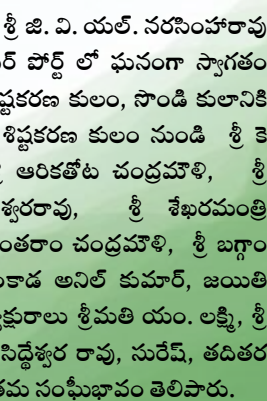 శ్రీ జి. వి. యల్. నరసింహారావు
ర్ పోర్ట్ లో ఘనంగా స్వాగతం
ష్టకరణ కులం, సొండి కులానికి
శిష్టకరణ కులం నుండి శ్రీ కె
ఆరికతోట చంద్రమౌళి, శ్రీ
శ్వరరావు, శ్రీ శేఖరమంత్రి
ంతరాం చంద్రమౌళి, శ్రీ బగ్గాం
ంకాడ అనిల్ కుమార్, జయితి
క్షురాలు శ్రీమతి యం. లక్ష్మి, శ్రీ
సిద్ధేశ్వర రావు, సురేష్, తదితర
తమ సంఘీభావం తెలిపారు.